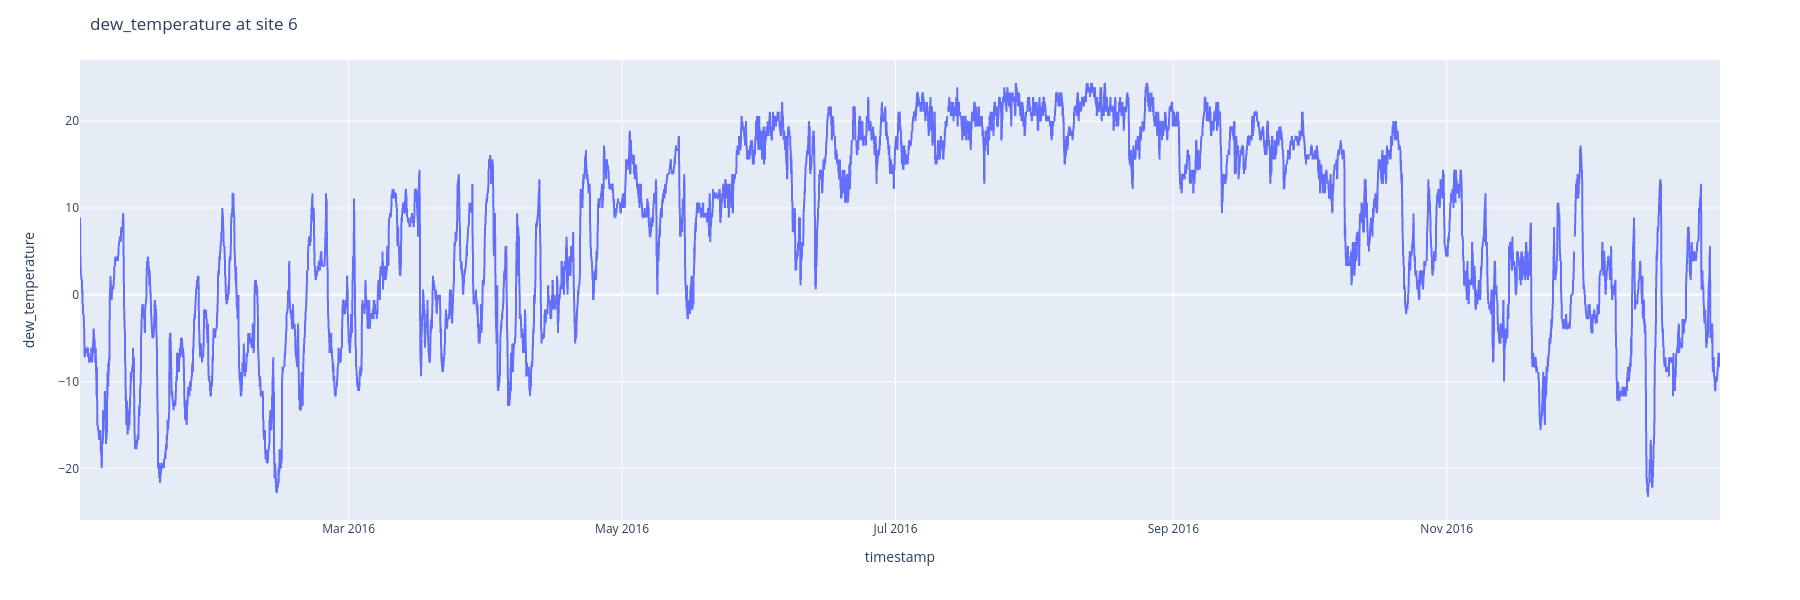 dew_temperature at site 6
dew_temperature
20
10
0
−10
−20
Mar 2016
May 2016
Jul 2016
Sep 2016
Nov 2016
timestamp